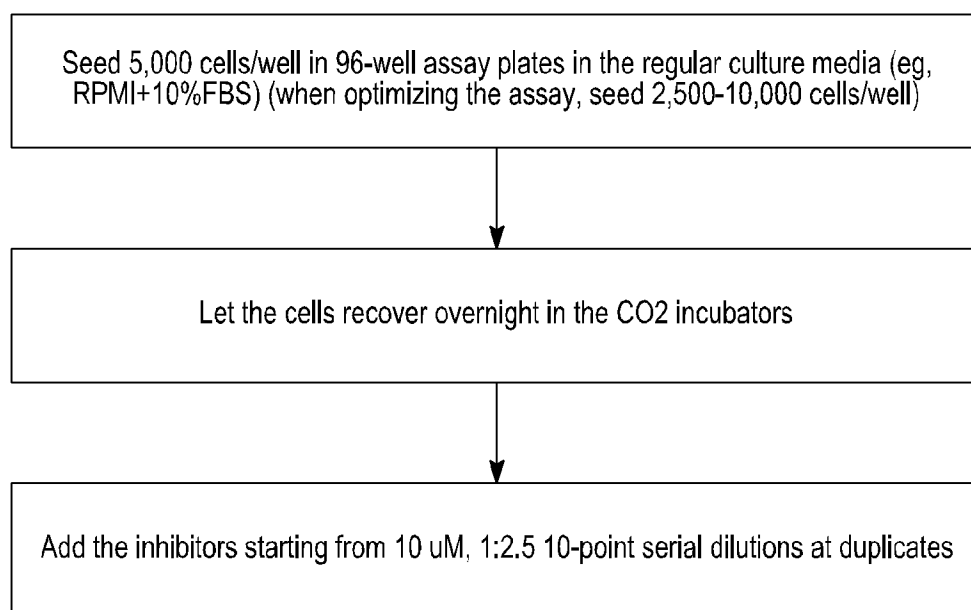 Seed 5,000 cells/well in 96-well assay plates in the regular culture media (eg,
RPMI+10%FBS) (when optimizing the assay, seed 2,500-10,000 cells/well)
Let the cells recover overnight in the CO2 incubators
Add the inhibitors starting from 10 uM, 1:2.5 10-point serial dilutions at duplicates